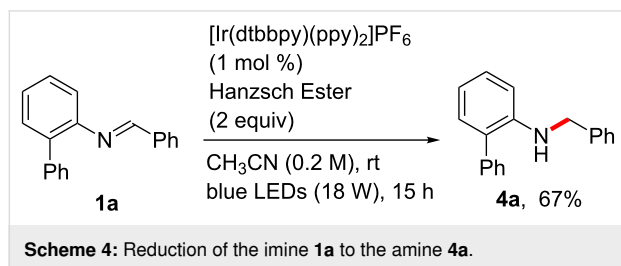 [Ir(dtbbpy)(ppy)2]PF6
(1 mol %)
Hanzsch Ester
(2 equiv)
CH3CN (0.2 M), rt
blue LEDs (18 W), 15 h
N
Ph
Ph
1a
N
H
Ph
Ph
4a, 67%
Scheme 4: Reduction of the imine 1a to the amine 4a.